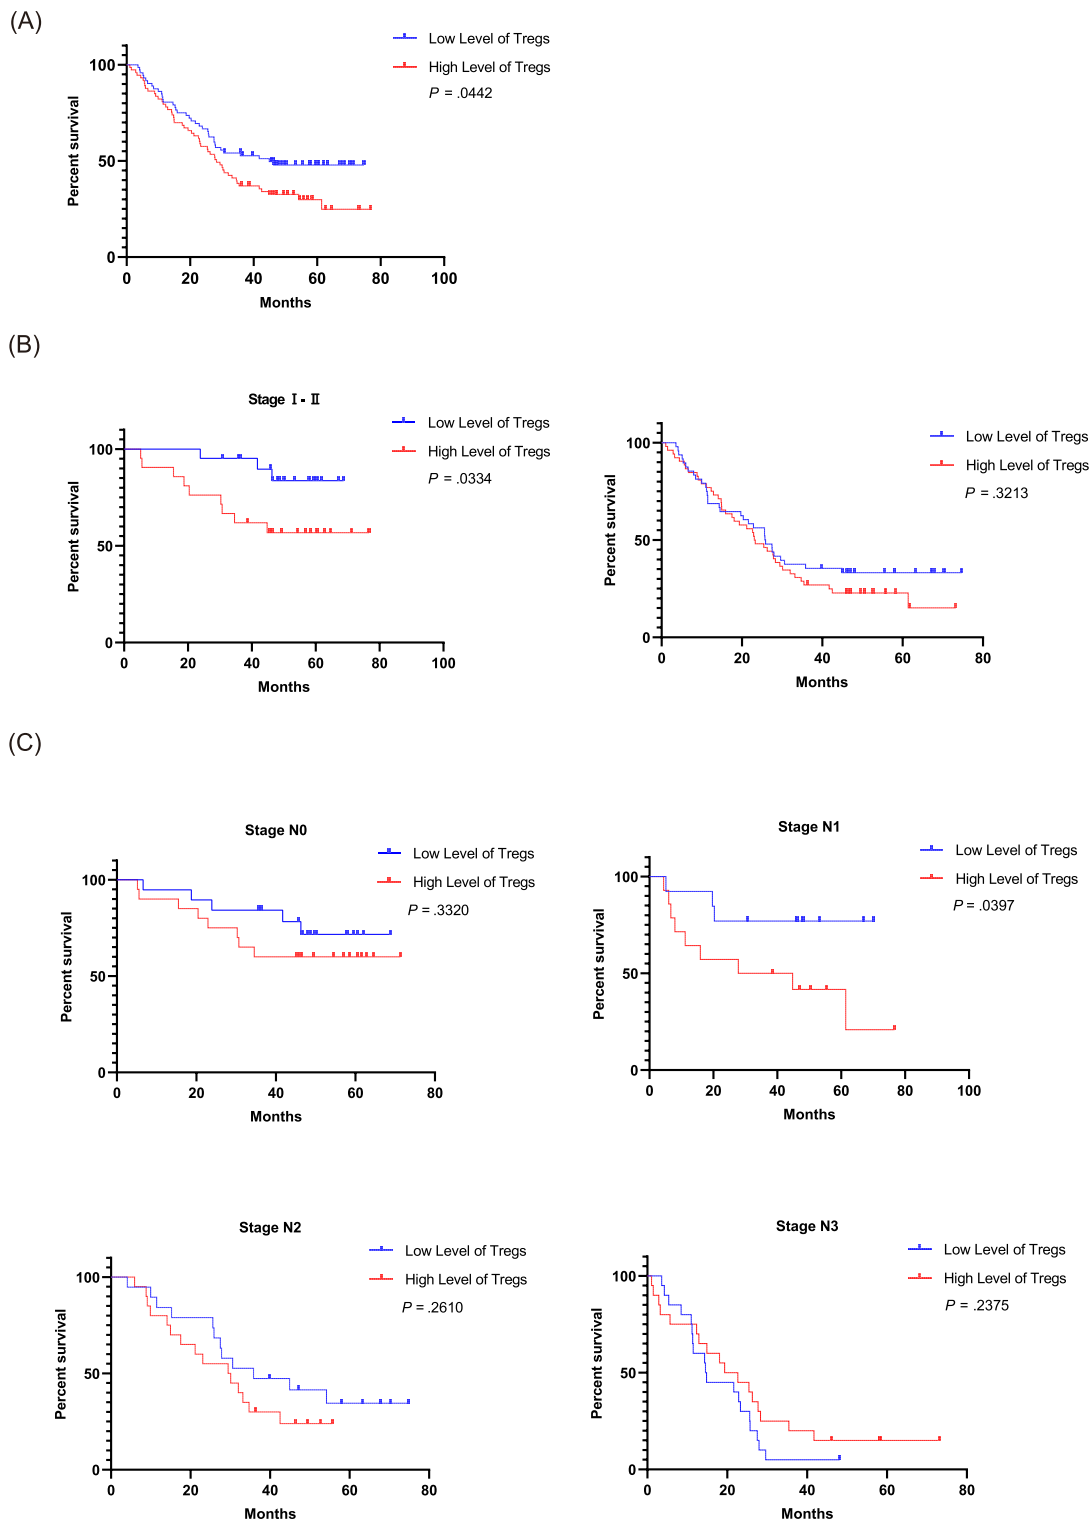 (A)
Low Level of Tregs
High Level of Tregs
P = .0442
Percent survival
100
50
0
0 20 40 60 80 100
Months
(B)
Stage Ⅰ - Ⅱ
Low Level of Tregs
High Level of Tregs
P = .0334
Percent survival
100
50
0
0 20 40 60 80 100
Months
Low Level of Tregs
High Level of Tregs
P = .3213
Percent survival
100
50
0
0 20 40 60 80
Months
(C)
Stage N0
Low Level of Tregs
High Level of Tregs
P = .3320
Percent survival
100
50
0
0 20 40 60 80
Months
Stage N1
Low Level of Tregs
High Level of Tregs
P = .0397
Percent survival
100
50
0
0 20 40 60 80 100
Months
Stage N2
Low Level of Tregs
High Level of Tregs
P = .2610
Percent survival
100
50
0
0 20 40 60 80
Months
Stage N3
Low Level of Tregs
High Level of Tregs
P = .2375
Percent survival
100
50
0
0 20 40 60 80
Months